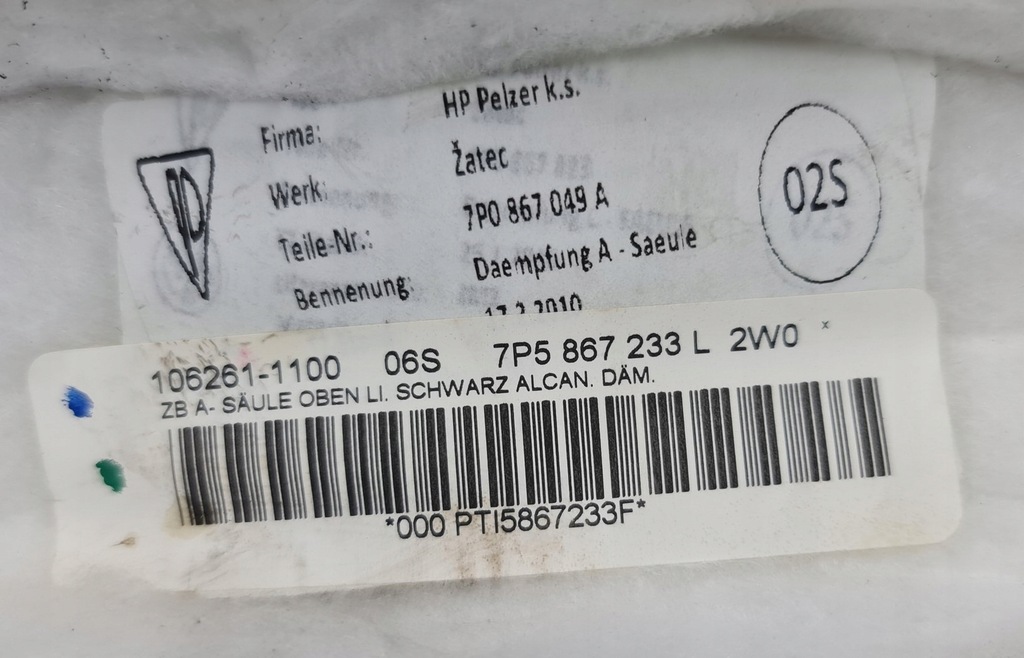 Firma: HP Pelzer k.s.
Werk: Žatec
Teile-Nr.: 7P0 867 049 A
Bennenung: Daempfung A - Saeule
02S
106261-1100 06S 7P5 867 233 L 2W0 x
ZB A- SÄULE OBEN LI. SCHWARZ ALCAN. DÄM.
*000 PTI5867233F*